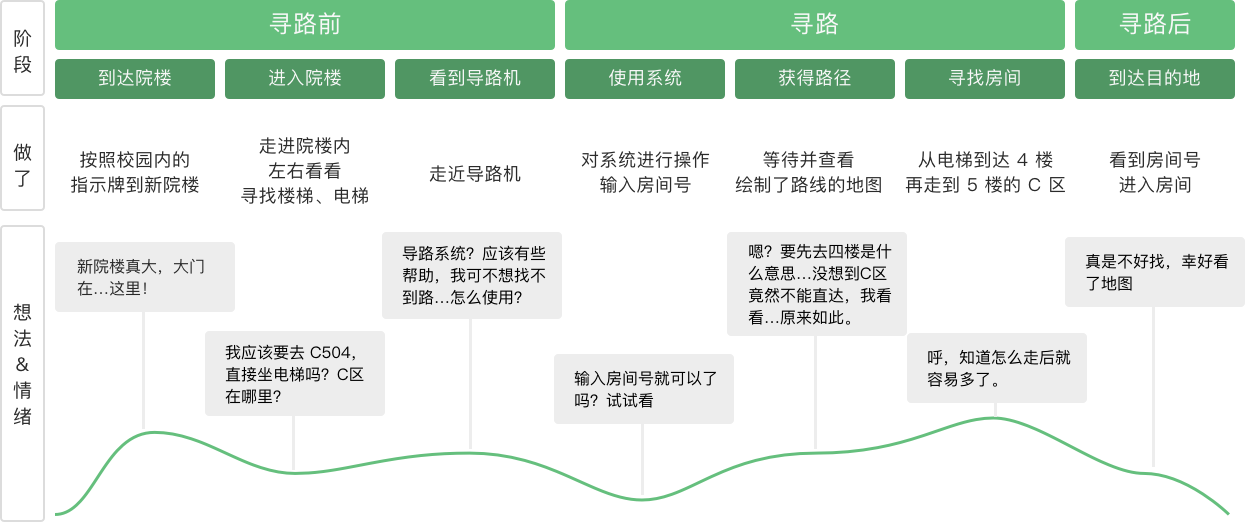 阶
段
寻路前
寻路
寻路后
到达院楼
进入院楼
看到导路机
使用系统
获得路径
寻找房间
到达目的地
做
了
按照校园内的
指示牌到新院楼
走进院楼内
左右看看
寻找楼梯、电梯
走近导路机
对系统进行操作
输入房间号
等待并查看
绘制了路线的地图
从电梯到达 4 楼
再走到 5 楼的 C 区
看到房间号
进入房间
想
法
&
情
绪
新院楼真大，大门
在…这里！
我应该要去 C504，
直接坐电梯吗？C区
在哪里？
导路系统？应该有些
帮助，我可不想找不
到路…怎么使用？
输入房间号就可以了
吗？试试看
嗯？要先去四楼是什
么意思…没想到C区
竟然不能直达，我看
看…原来如此。
呼，知道怎么走后就
容易多了。
真是不好找，幸好看
了地图